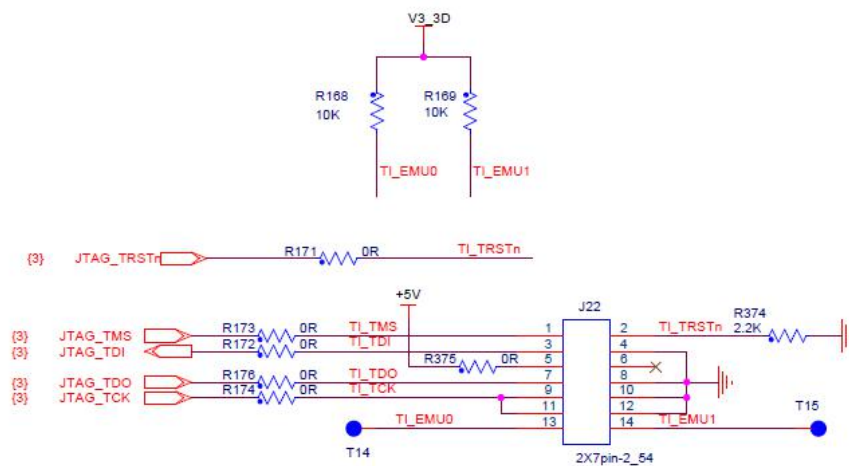 V3_3D
R168 R169
10K 10K
TI_EMU0 TI_EMU1
{3} JTAG_TRSTn R171 0R TI_TRSTn
+5V J22 R374
{3} JTAG_TMS R173 0R TI_TMS 1 2 TI_TRSTn 2.2K
{3} JTAG_TDI R172 0R TI_TDI 3 4
R375 0R 5 6
{3} JTAG_TDO R176 0R TI_TDO 7 8
{3} JTAG_TCK R174 0R TI_TCK 9 10
11 12
TI_EMU0 13 14 TI_EMU1 T15
T14 2X7pin-2_54